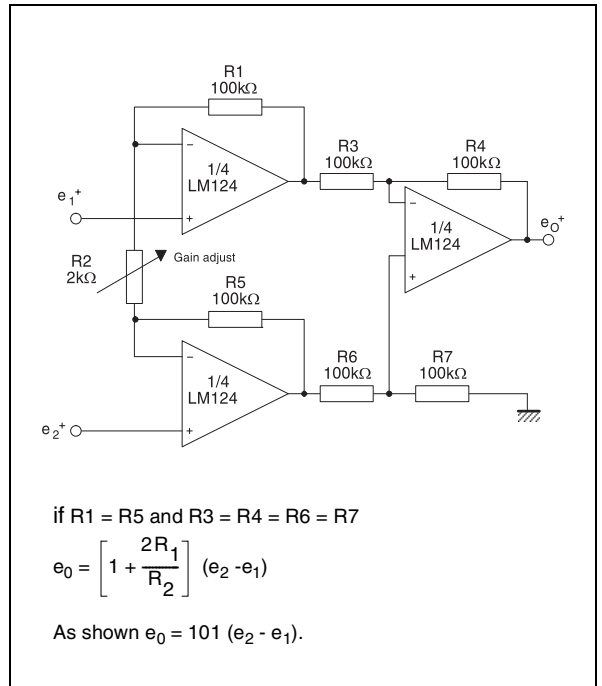 R1
100kΩ
1/4
LM124
e1+
R2
2kΩ
Gain adjust
R3
100kΩ
R4
100kΩ
1/4
LM124
eO+
R5
100kΩ
1/4
LM124
e2+
R6
100kΩ
R7
100kΩ
if R1 = R5 and R3 = R4 = R6 = R7
e0 = [1 + 2R1/R2] (e2 -e1)
As shown e0 = 101 (e2 - e1).